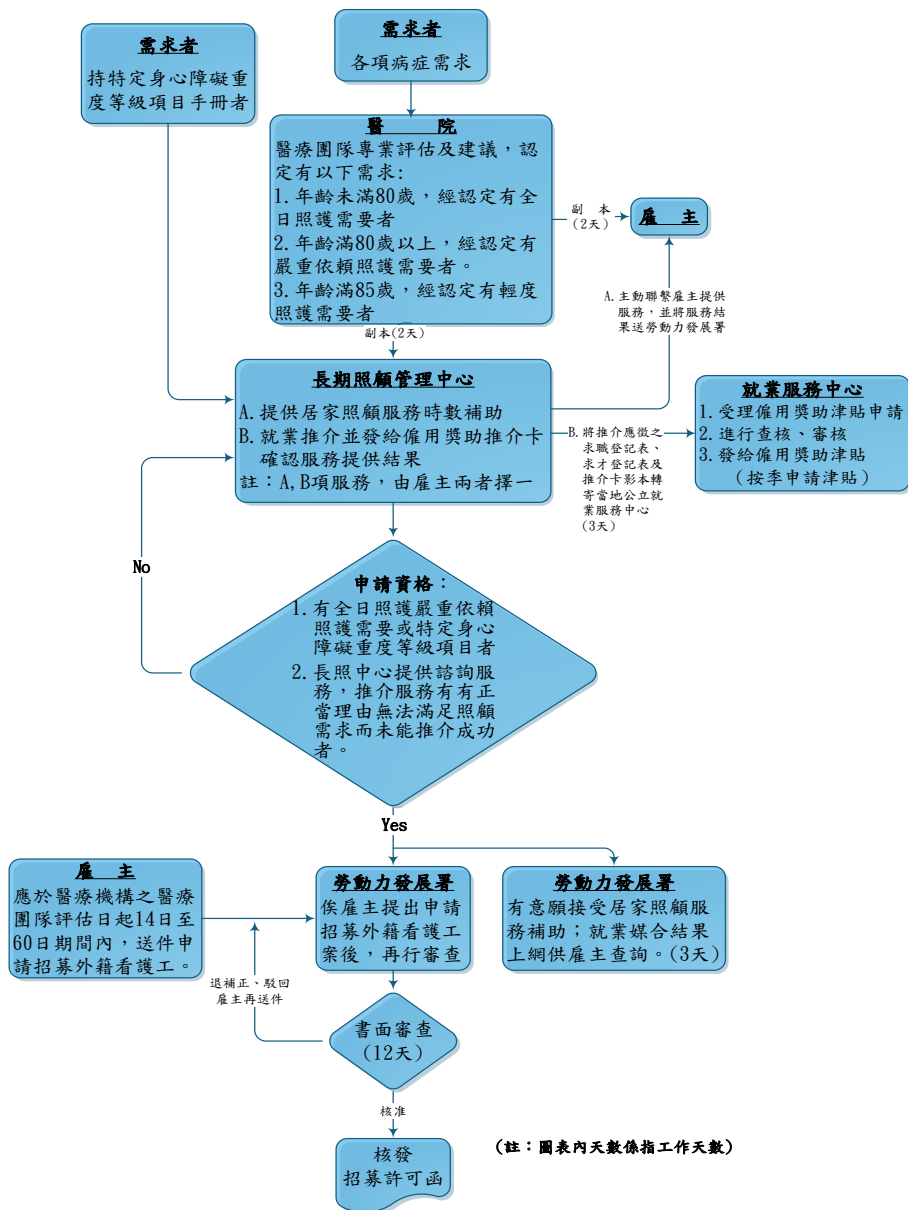 需求者
持特定身心障礙重
度等級項目手冊者
需求者
各項病症需求
醫 院
醫療團隊專業評估及建議，認
定有以下需求:
1.年齡未滿80歲，經認定有全
日照護需要者
2.年齡滿80歲以上，經認定有
嚴重依賴照護需要者。
3.年齡滿85歲，經認定有輕度
照護需要者
副 本
(2天)
雇 主
副本(2天)
A.主動聯繫雇主提供
服務，並將服務結
果送勞動力發展署
長期照顧管理中心
A.提供居家照顧服務時數補助
B.就業推介並發給僱用獎助推介卡
確認服務提供結果
註：A,B項服務，由雇主兩者擇一
B.將推介應徵之
求職登記表、
求才登記表及
推介卡影本轉
寄當地公立就
業服務中心
(3天)
就業服務中心
1.受理僱用獎助津貼申請
2.進行查核、審核
3.發給僱用獎助津貼
(按季申請津貼)
No
申請資格：
1.有全日照護嚴重依賴
照護需要或特定身心
障礙重度等級項目者
2.長照中心提供諮詢服
務，推介服務有有正
當理由無法滿足照顧
需求而未能推介成功
者。
Yes
雇 主
應於醫療機構之醫療
團隊評估日起14日至
60日期間內，送件申
請招募外籍看護工。
勞動力發展署
俟雇主提出申請
招募外籍看護工
案後，再行審查
勞動力發展署
有意願接受居家照顧服
務補助；就業媒合結果
上網供雇主查詢。(3天)
退補正、駁回
雇主再送件
書面審查
(12天)
核准
核發
招募許可函
(註：圖表內天數係指工作天數)